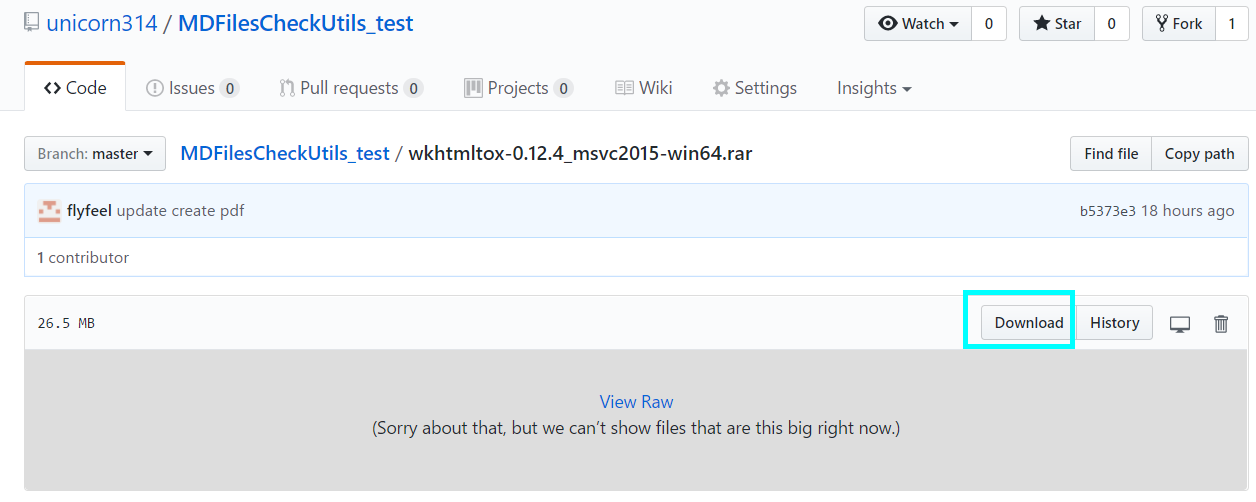 unicorn314 / MDFilesCheckUtils_test
Watch 0 Star 0 Fork 1
Code Issues 0 Pull requests 0 Projects 0 Wiki Settings Insights
Branch: master MDFilesCheckUtils_test / wkhtmltox-0.12.4_msvc2015-win64.rar Find file Copy path
flyfeel update create pdf b5373e3 18 hours ago
1 contributor
26.5 MB Download History
View Raw
(Sorry about that, but we can’t show files that are this big right now.)